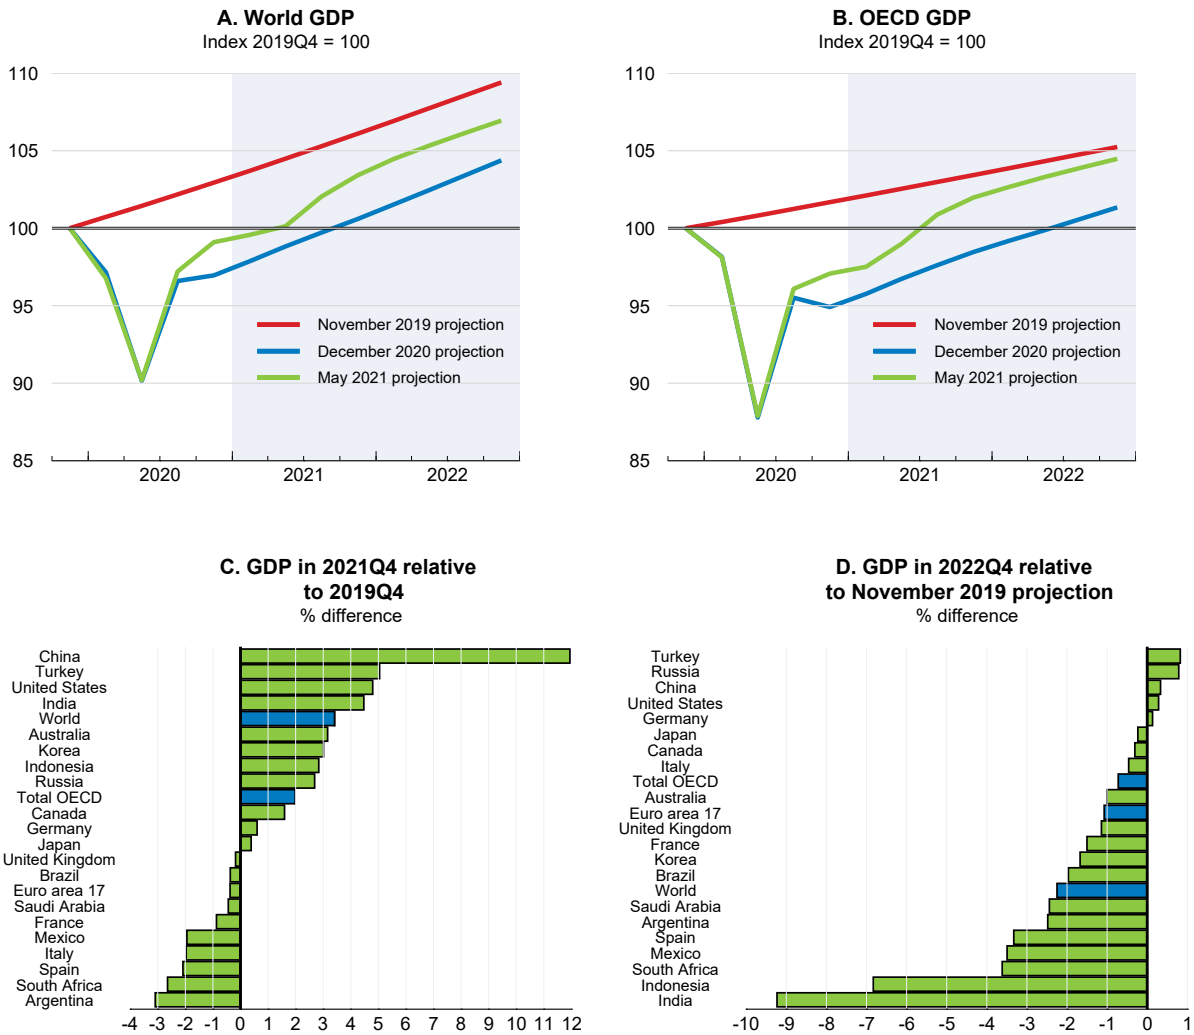 A. World GDP
Index 2019Q4 = 100
110
105
100
95
90
85
November 2019 projection
December 2020 projection
May 2021 projection
2020 2021 2022
B. OECD GDP
Index 2019Q4 = 100
110
105
100
95
90
85
November 2019 projection
December 2020 projection
May 2021 projection
2020 2021 2022
C. GDP in 2021Q4 relative
to 2019Q4
% difference
China
Turkey
United States
India
World
Australia
Korea
Indonesia
Russia
Total OECD
Canada
Germany
Japan
United Kingdom
Brazil
Euro area 17
Saudi Arabia
France
Mexico
Italy
Spain
South Africa
Argentina
-4 -3 -2 -1 0 1 2 3 4 5 6 7 8 9 10 11 12
D. GDP in 2022Q4 relative
to November 2019 projection
% difference
Turkey
Russia
China
United States
Germany
Japan
Canada
Italy
Total OECD
Australia
Euro area 17
United Kingdom
France
Korea
Brazil
World
Saudi Arabia
Argentina
Spain
Mexico
South Africa
Indonesia
India
-10 -9 -8 -7 -6 -5 -4 -3 -2 -1 0 1